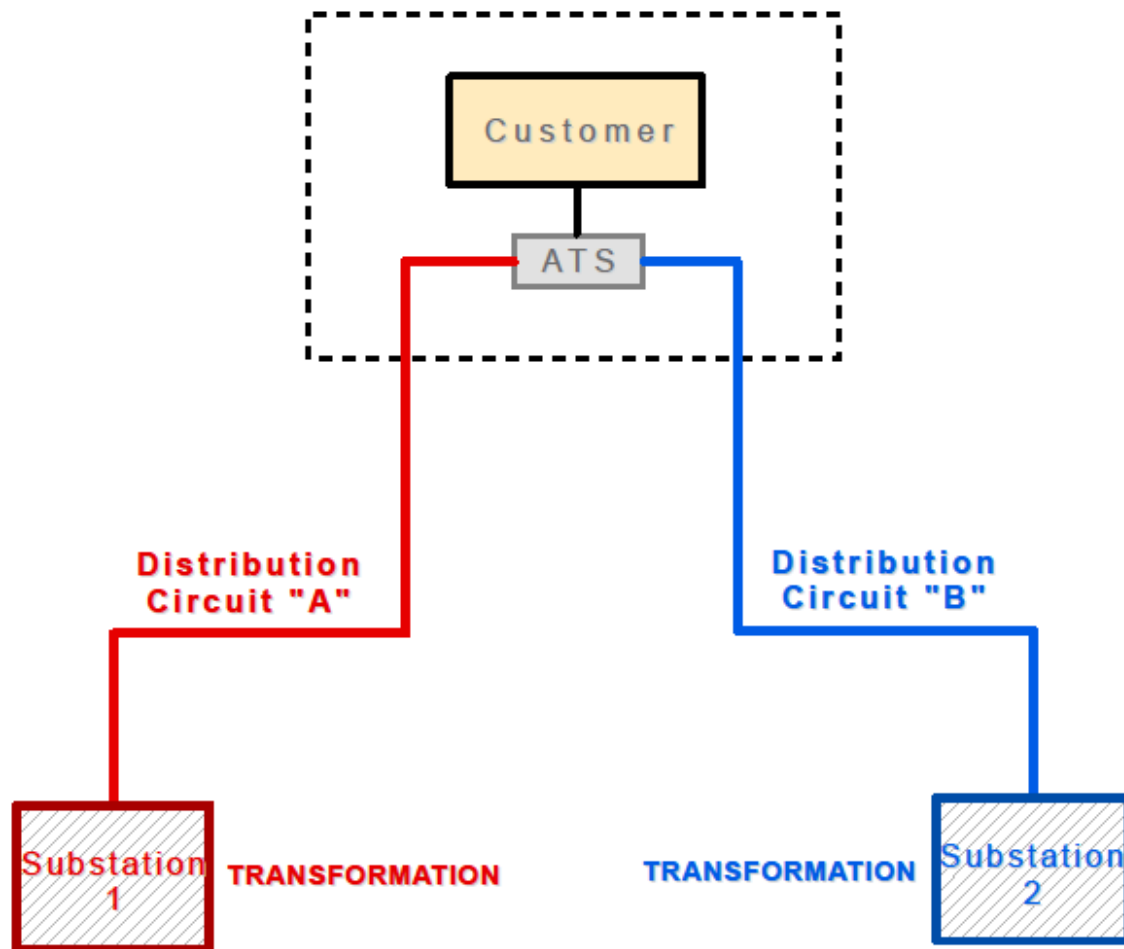 Customer
ATS
Distribution
Circuit "A"
Distribution
Circuit "B"
Substation
1
TRANSFORMATION
TRANSFORMATION
Substation
2